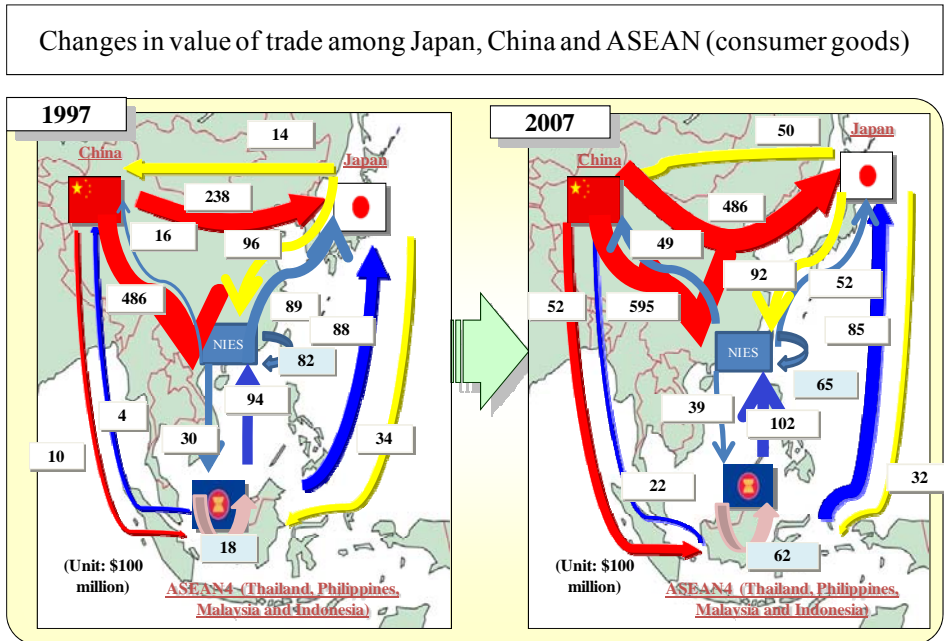 Changes in value of trade among Japan, China and ASEAN (consumer goods)
1997
14
China
Japan
238
16
96
486
89
88
NIES
82
94
4
30
10
34
18
(Unit: $100
million)
ASEAN4 (Thailand, Philippines,
Malaysia and Indonesia)
2007
50
Japan
China
486
49
92
52
52
595
85
NIES
65
39
102
22
32
62
(Unit: $100
million)
ASEAN4 (Thailand, Philippines,
Malaysia and Indonesia)